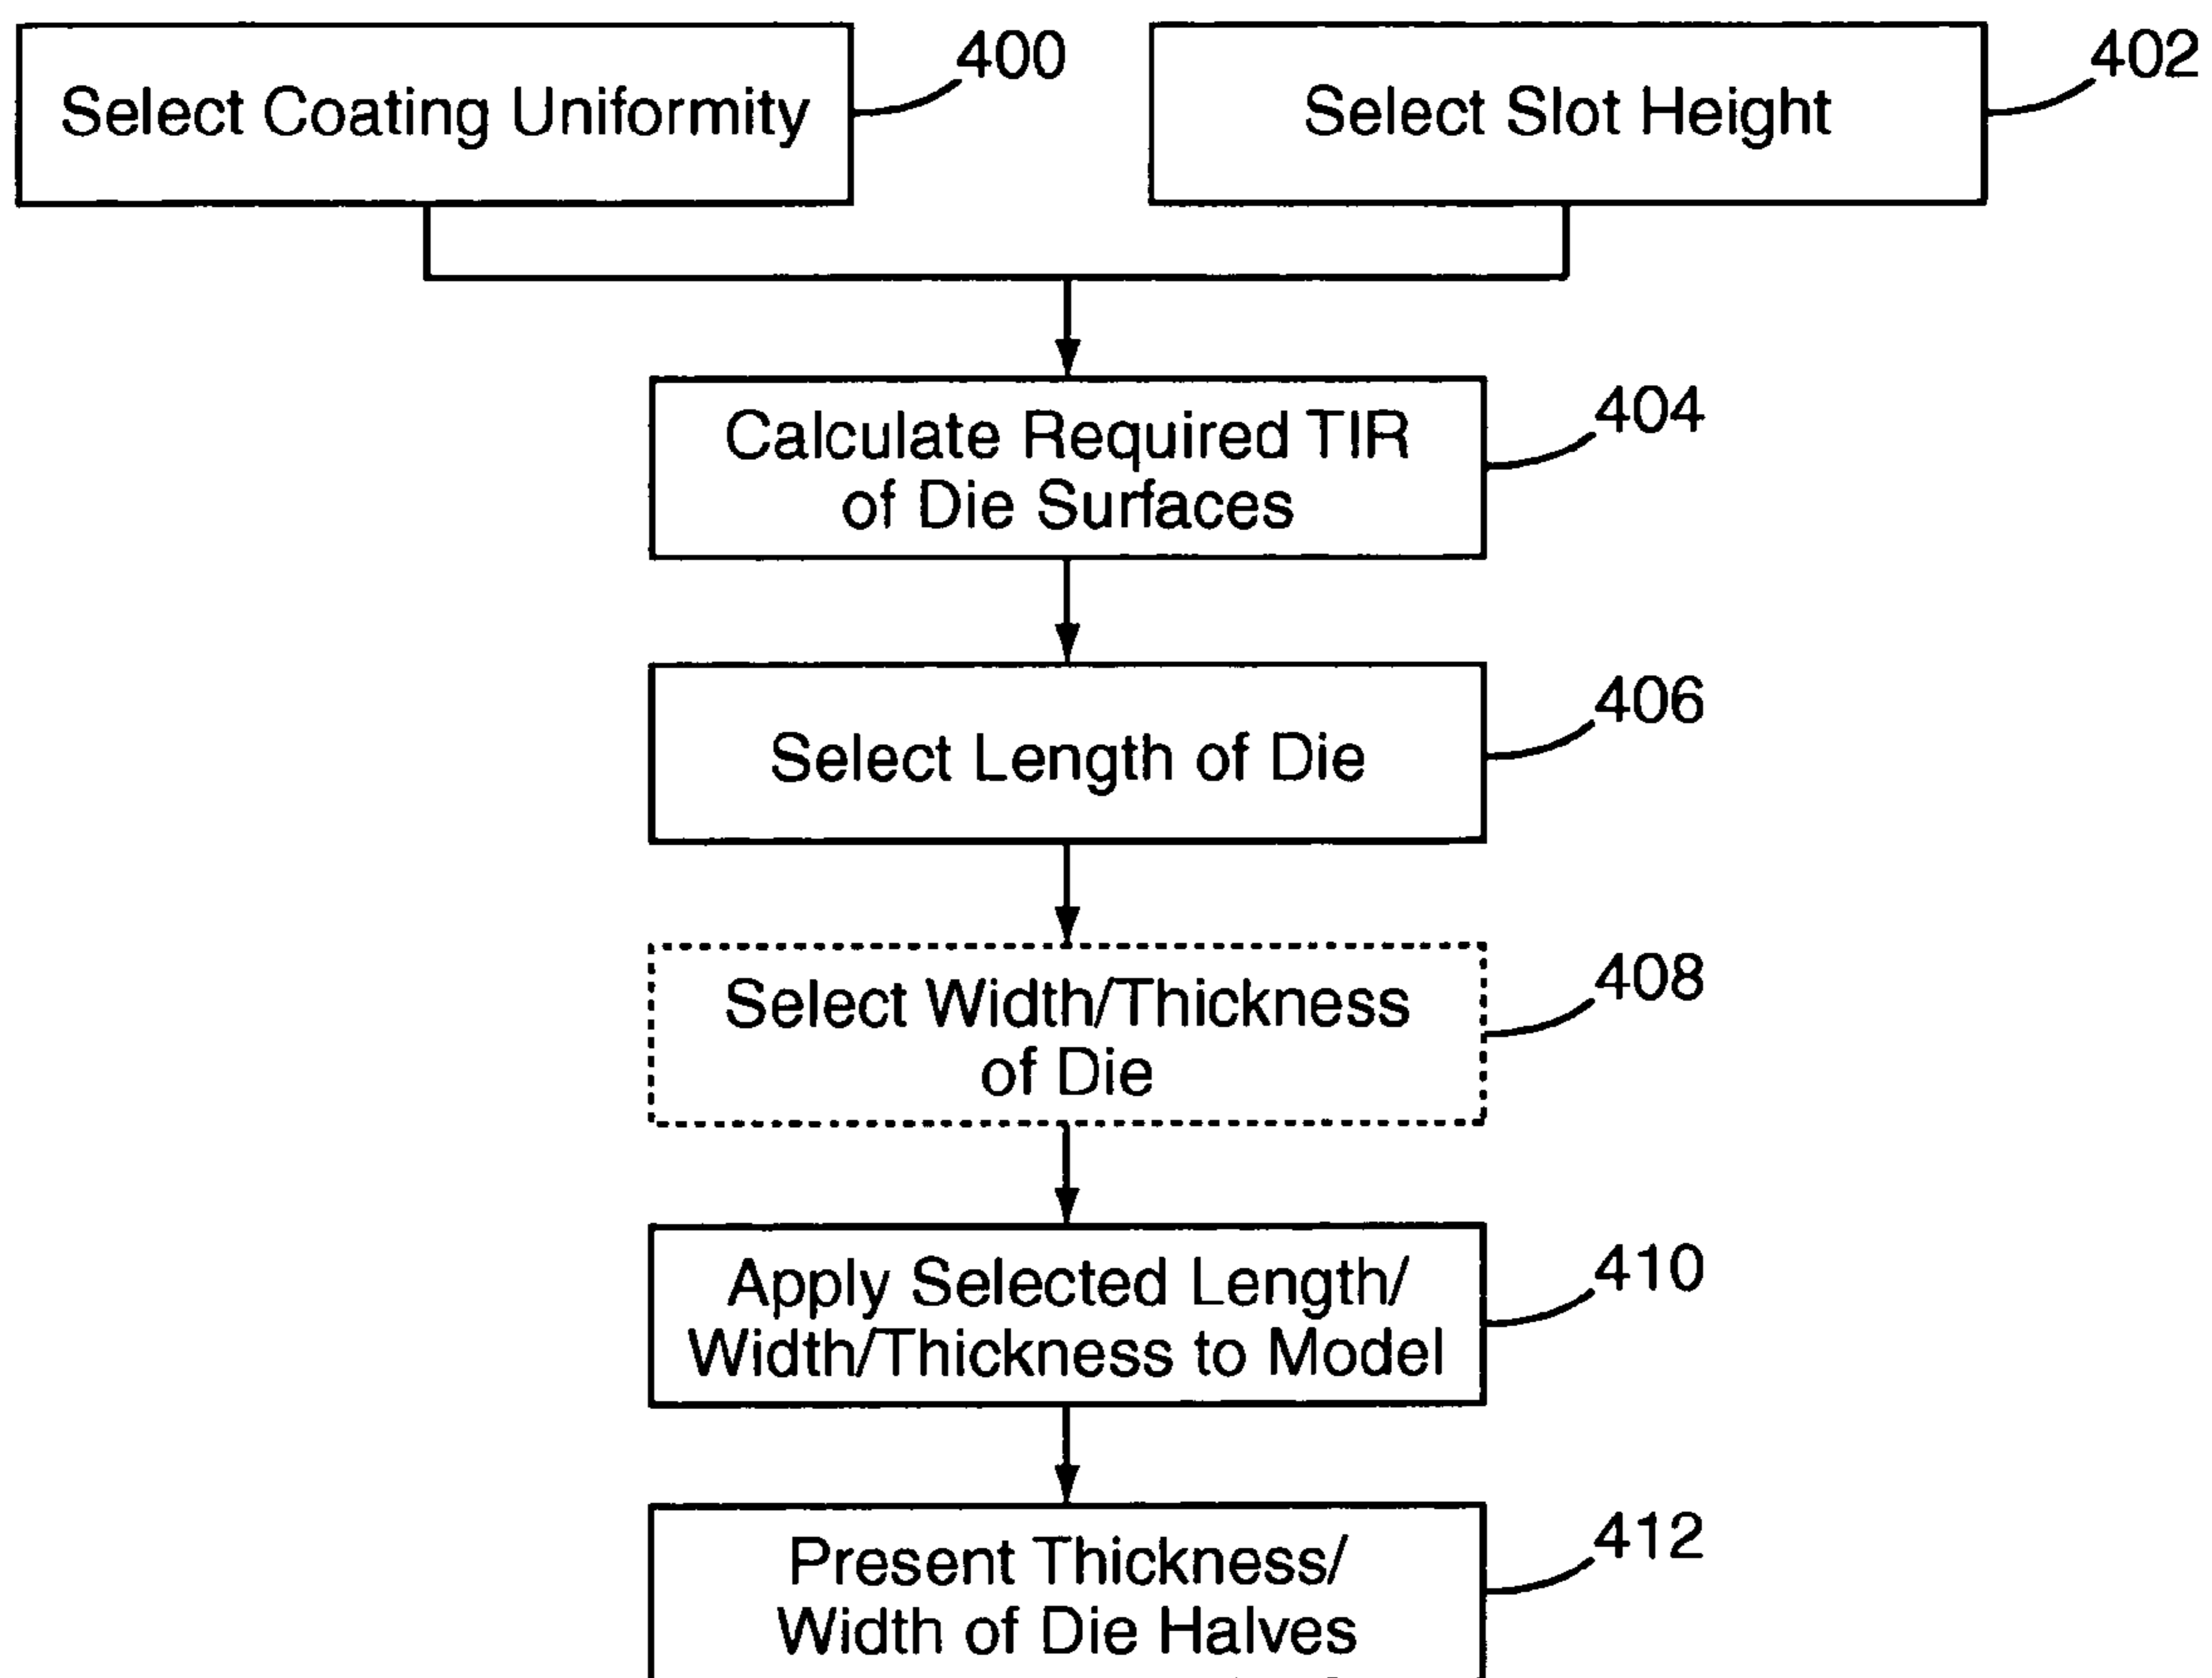 Select Coating Uniformity
400
Select Slot Height
402
Calculate Required TIR
of Die Surfaces
404
Select Length of Die
406
Select Width/Thickness
of Die
408
Apply Selected Length/
Width/Thickness to Model
410
Present Thickness/
Width of Die Halves
412